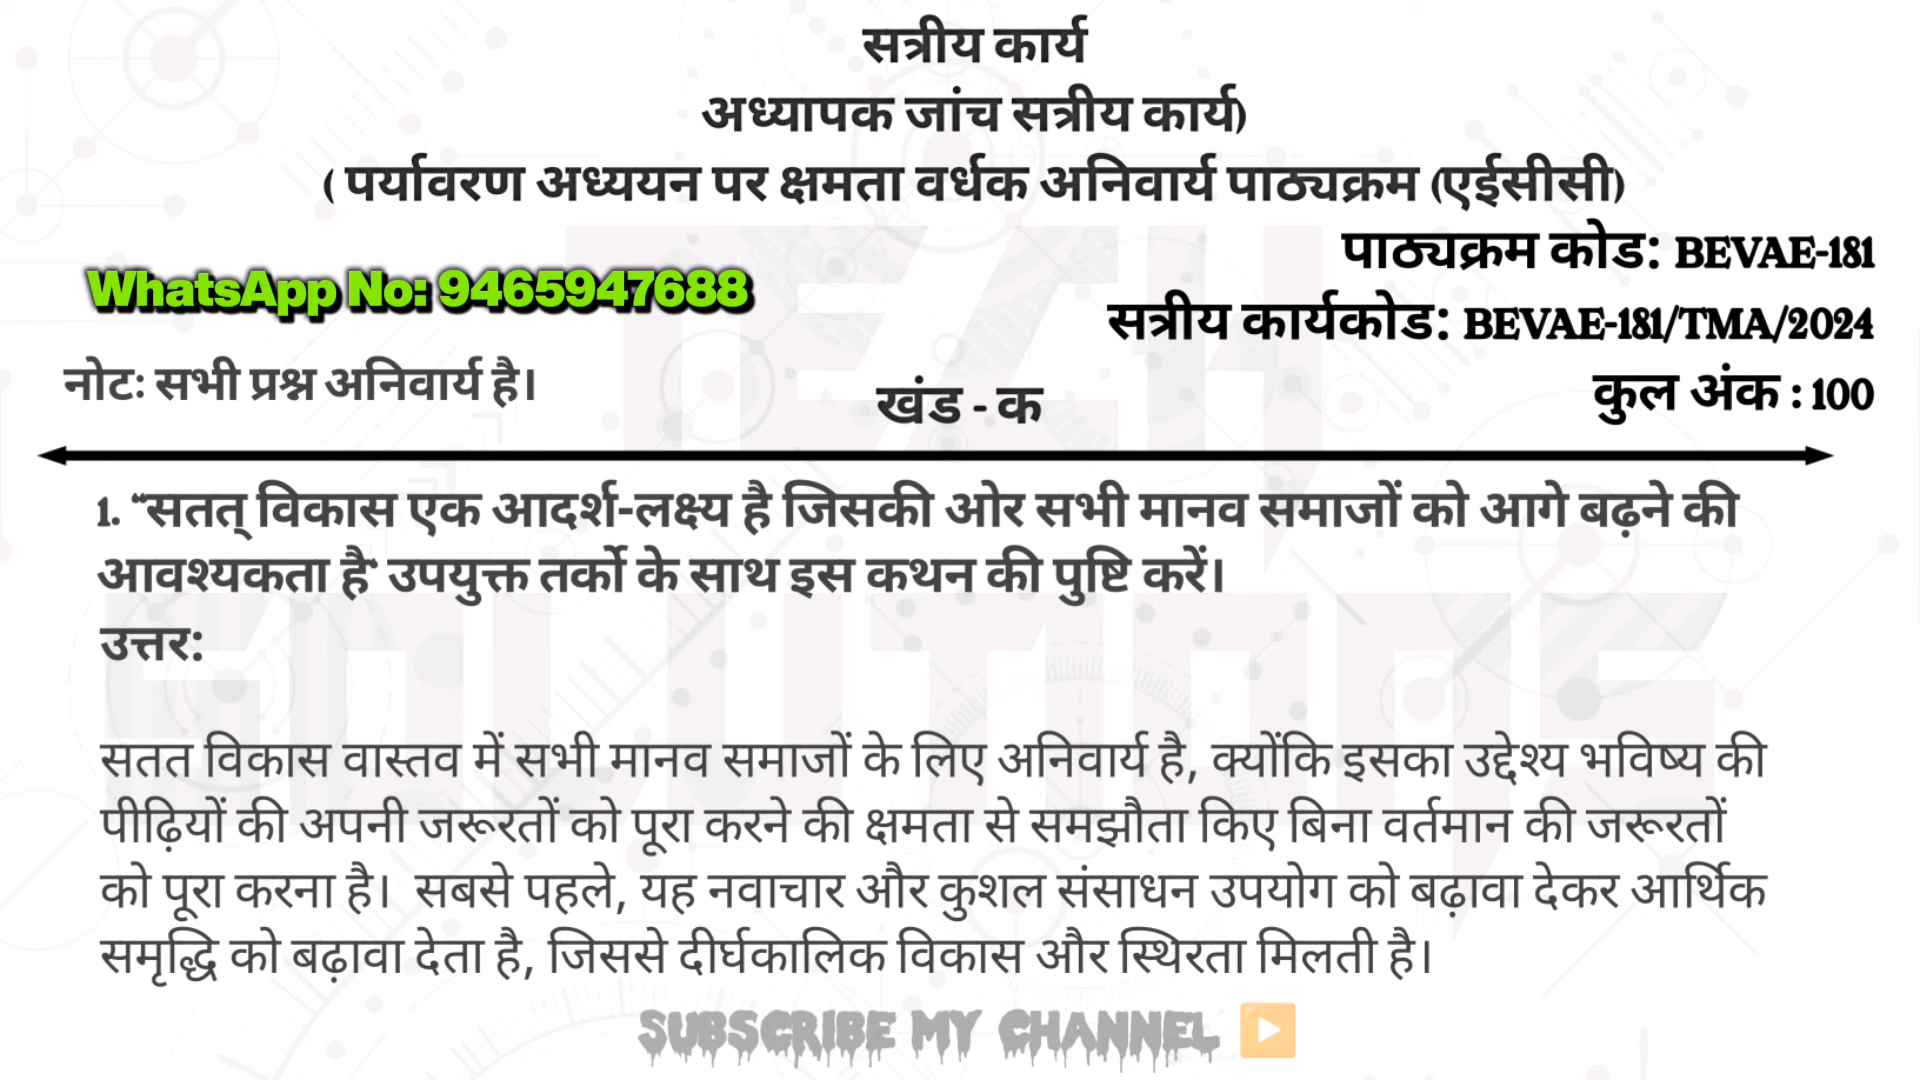 सत्रीय कार्य
अध्यापक जांच सत्रीय कार्य)
( पर्यावरण अध्ययन पर क्षमता वर्धक अनिवार्य पाठ्यक्रम (एईसीसी)
पाठ्यक्रम कोड: BEVAE-181
WhatsApp No: 9465947688
सत्रीय कार्यकोड: BEVAE-181/TMA/2024
नोटः सभी प्रश्न अनिवार्य है।
कुल अंक : 100
खंड - क
1. “सतत् विकास एक आदर्श-लक्ष्य है जिसकी ओर सभी मानव समाजों को आगे बढ़ने की
आवश्यकता है‘ उपयुक्त तर्को के साथ इस कथन की पुष्टि करें।
उत्तर:
सतत विकास वास्तव में सभी मानव समाजों के लिए अनिवार्य है, क्योंकि इसका उद्देश्य भविष्य की
पीढ़ियों की अपनी जरूरतों को पूरा करने की क्षमता से समझौता किए बिना वर्तमान की जरूरतों
को पूरा करना है। सबसे पहले, यह नवाचार और कुशल संसाधन उपयोग को बढ़ावा देकर आर्थिक
समृद्धि को बढ़ावा देता है, जिससे दीर्घकालिक विकास और स्थिरता मिलती है।
SUBSCRIBE MY CHANNEL